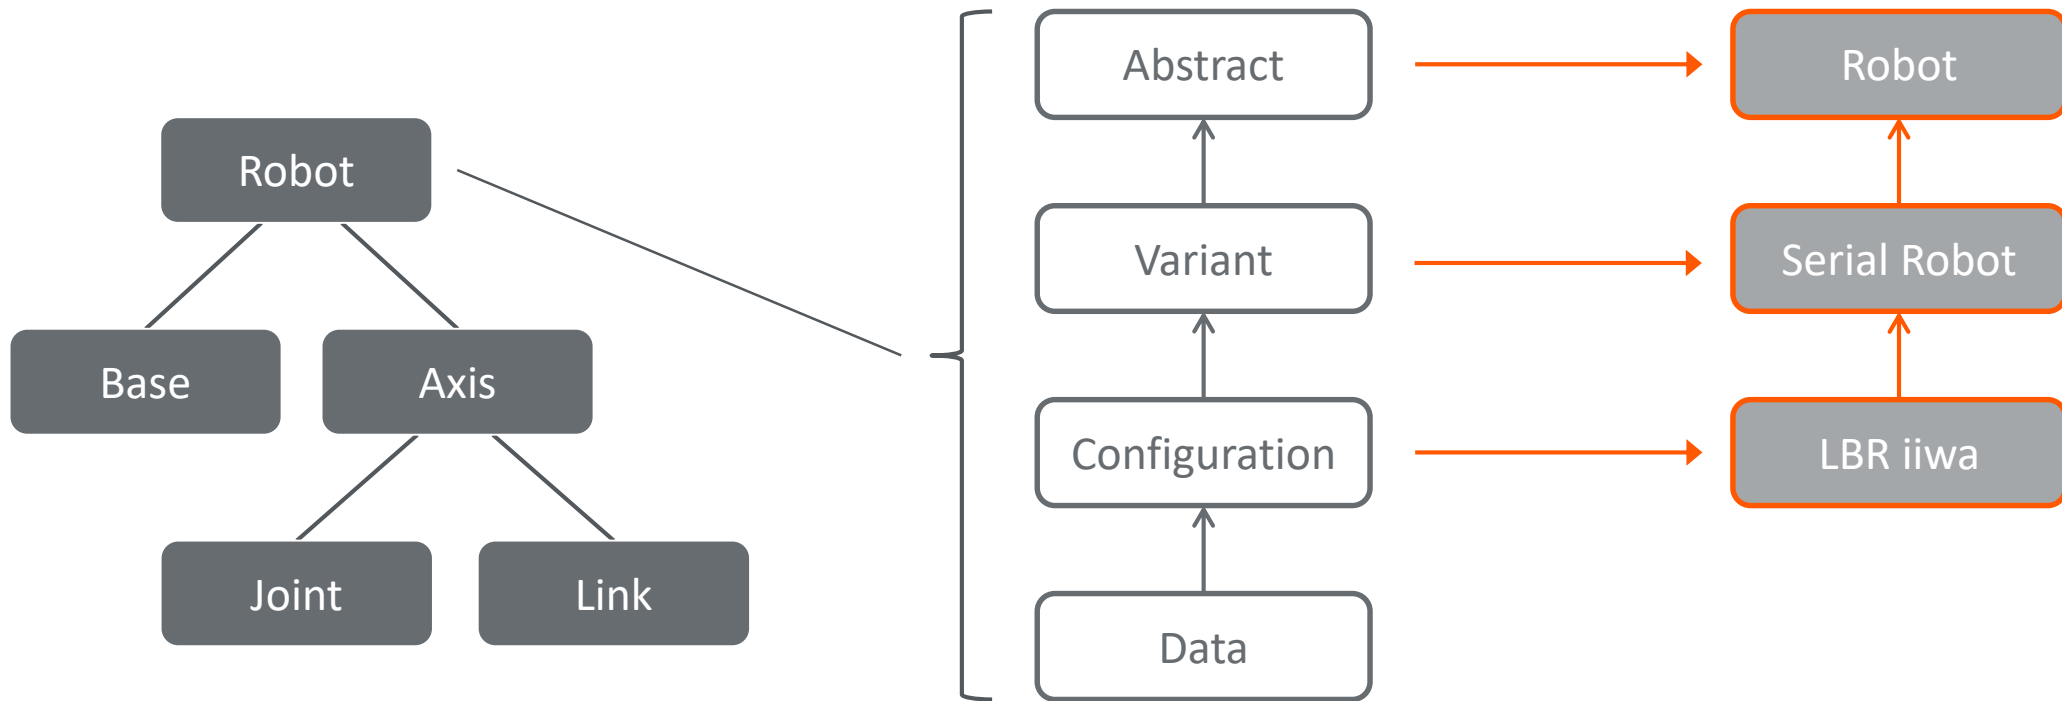 Robot
Base
Axis
Joint
Link
Abstract
Variant
Configuration
Data
Robot
Serial Robot
LBR iiwa